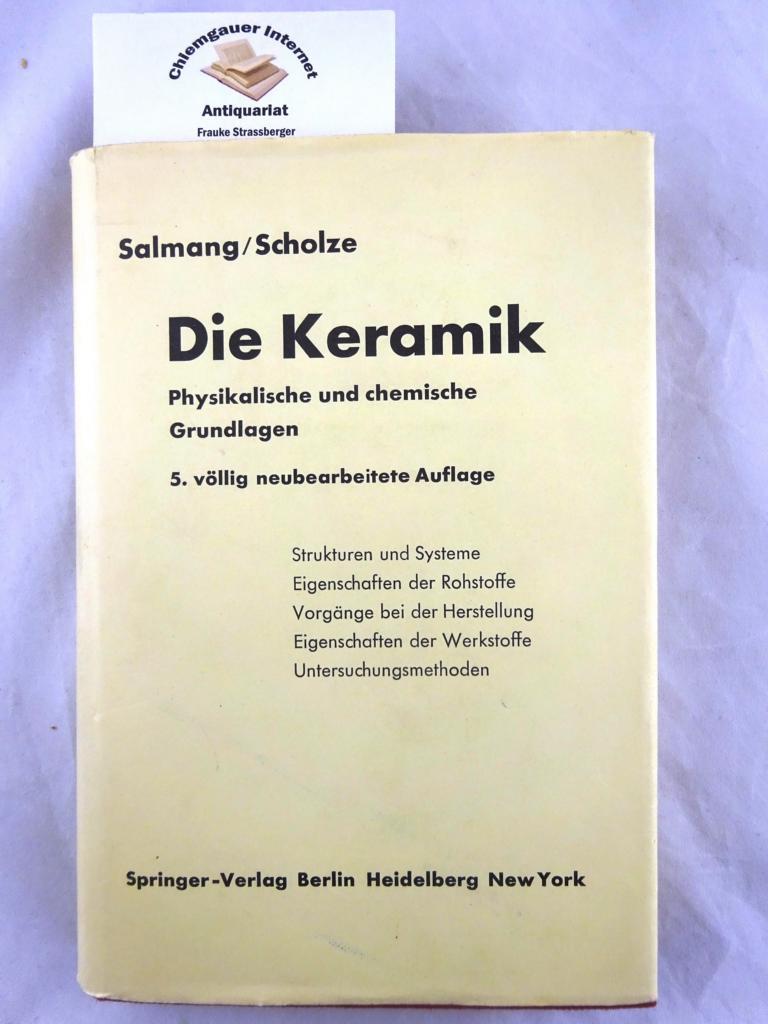 Chiemgauer Internet
Antiquariat
Frauke Strassberger
Salmang/Scholze
Die Keramik
Physikalische und chemische
Grundlagen
5. völlig neubearbeitete Auflage
Strukturen und Systeme
Eigenschaften der Rohstoffe
Vorgänge bei der Herstellung
Eigenschaften der Werkstoffe
Untersuchungsmethoden
Springer-Verlag Berlin Heidelberg New York